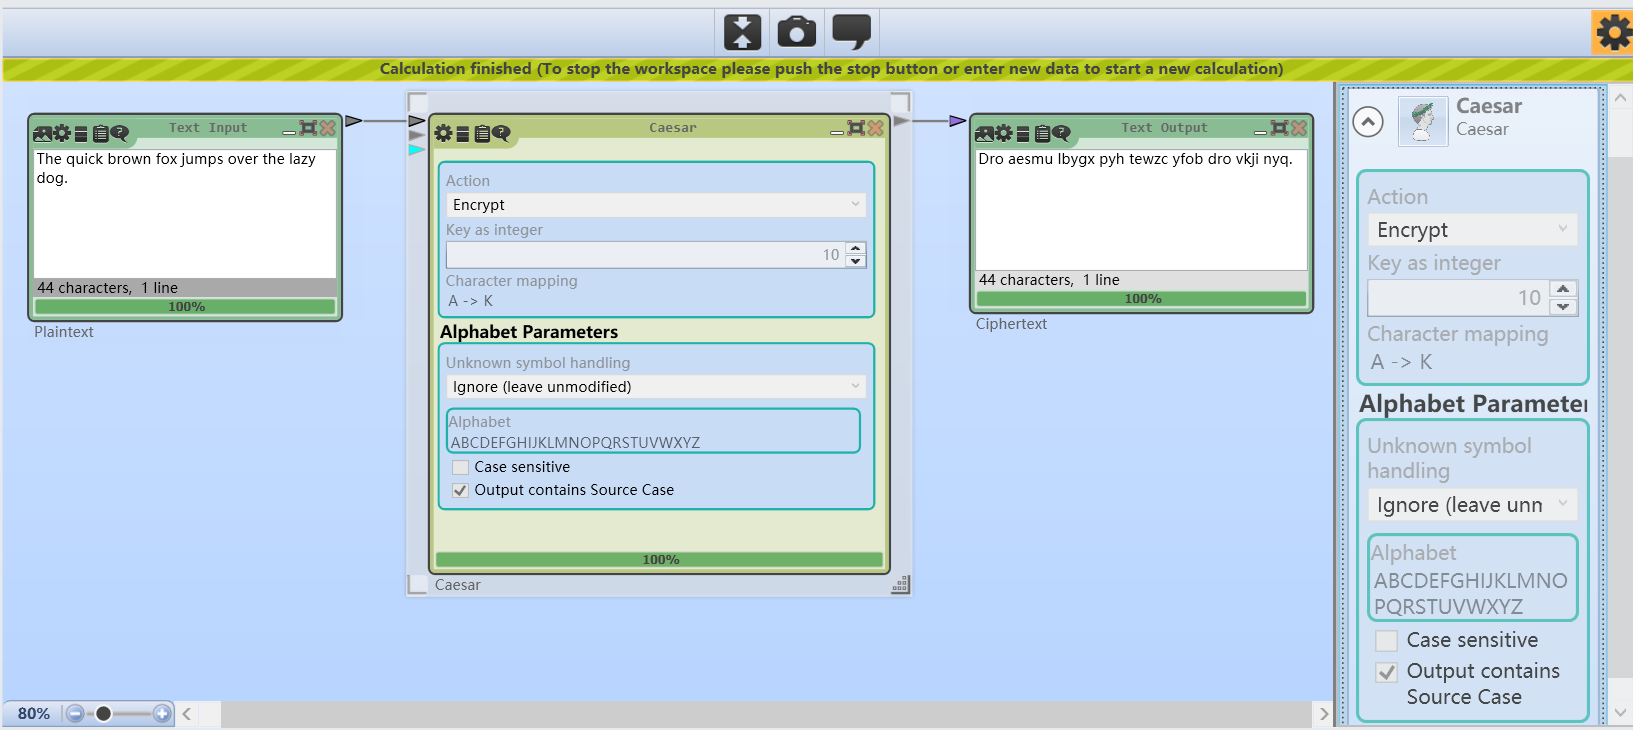 Calculation finished (To stop the workspace please push the stop button or enter new data to start a new calculation)
Text Input
The quick brown fox jumps over the lazy
dog.
44 characters,  1 line
100%
Plaintext
Caesar
Action
Encrypt
Key as integer
10
Character mapping
A -> K
Alphabet Parameters
Unknown symbol handling
Ignore (leave unmodified)
Alphabet
ABCDEFGHIJKLMNOPQRSTUVWXYZ
Case sensitive
Output contains Source Case
100%
Caesar
Text Output
Dro aesmu lbygx pyh tewzc yfob dro vkji nyq.
44 characters,  1 line
100%
Ciphertext
Caesar
Caesar
Action
Encrypt
Key as integer
10
Character mapping
A -> K
Alphabet Parameter
Unknown symbol
handling
Ignore (leave unn
Alphabet
ABCDEFGHIJKLMNO
PQRSTUVWXYZ
Case sensitive
Output contains
Source Case
80%